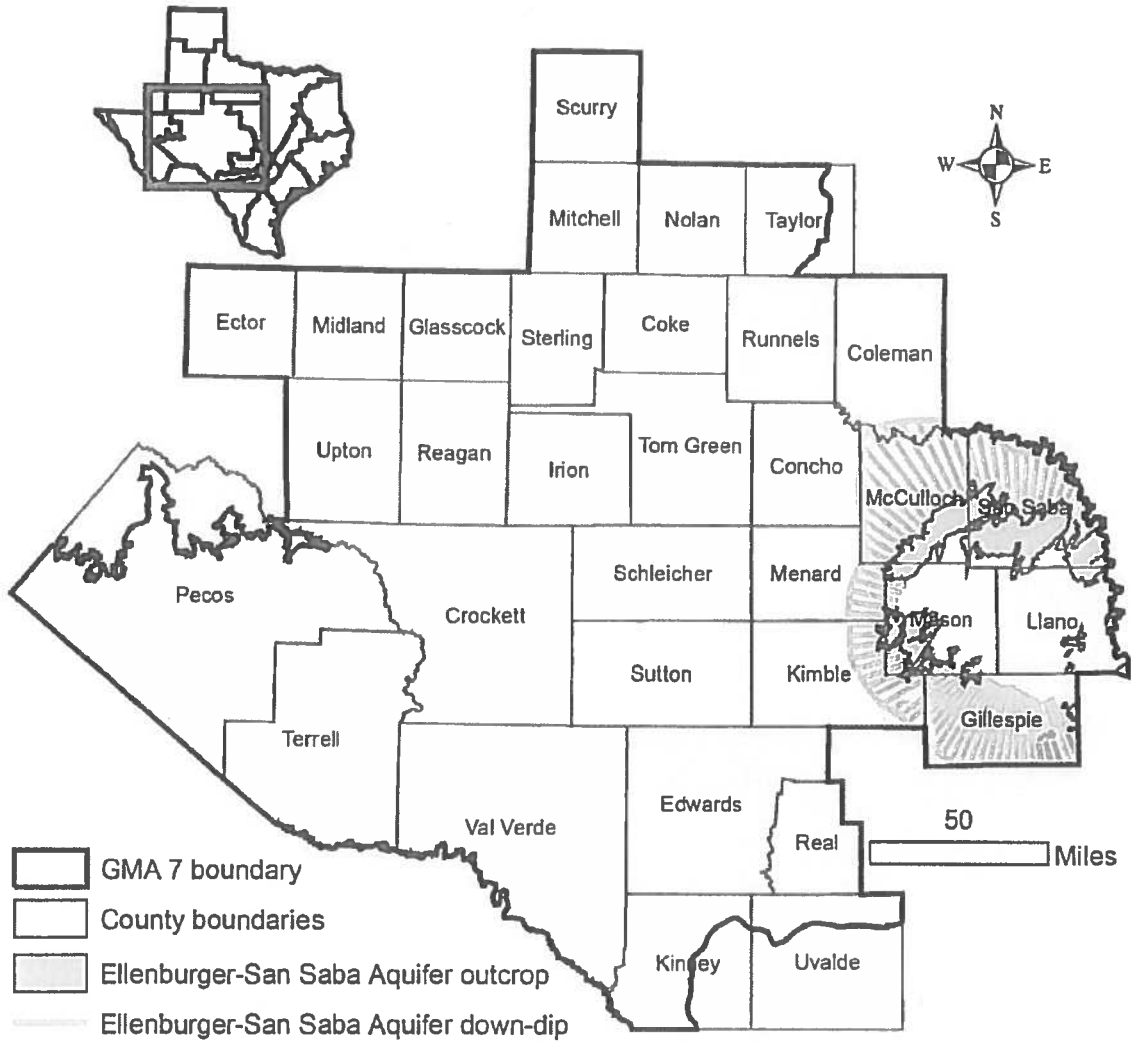 Scurry
N
W E
S
Mitchell Nolan Taylor
Ector Midland Glasscock Sterling Coke Runnels Coleman
Upton Reagan Irion Tom Green Concho
McCulloch San Saba
Pecos Crockett Schleicher Menard Mason Llano
Terrell Sutton Kimble
Gillespie
Val Verde Edwards Real
50
Miles
GMA 7 boundary
County boundaries
Ellenburger-San Saba Aquifer outcrop
Ellenburger-San Saba Aquifer down-dip
Kinney Uvalde